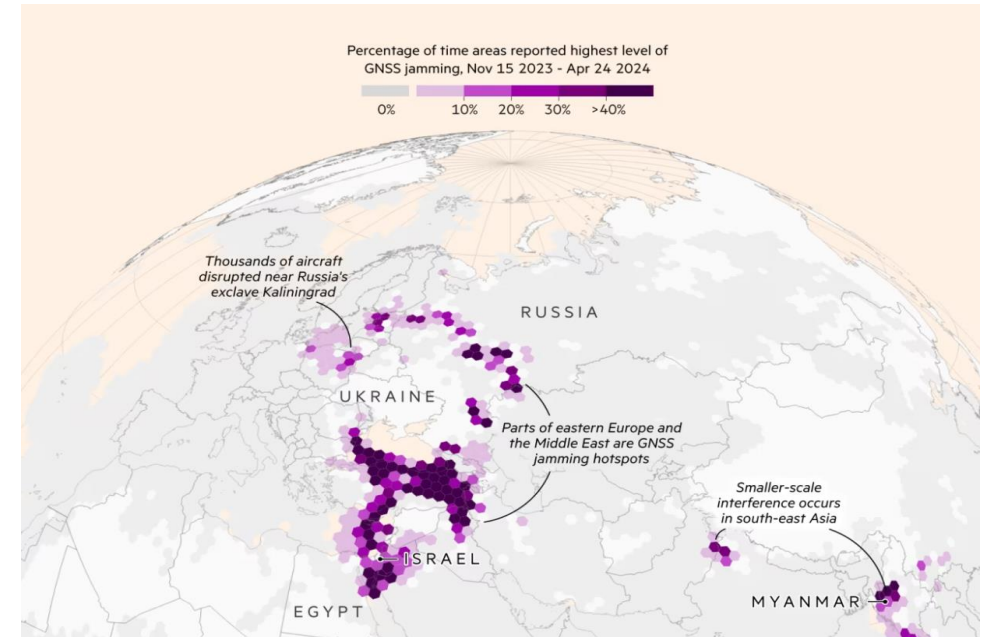 Percentage of time areas reported highest level of
GNSS jamming, Nov 15 2023 - Apr 24 2024
0% 10% 20% 30% >40%
Thousands of aircraft
disrupted near Russia's
exclave Kaliningrad
RUSSIA
UKRAINE
Parts of eastern Europe and
the Middle East are GNSS
jamming hotspots
Smaller-scale
interference occurs
in south-east Asia
ISRAEL
MYANMAR
EGYPT